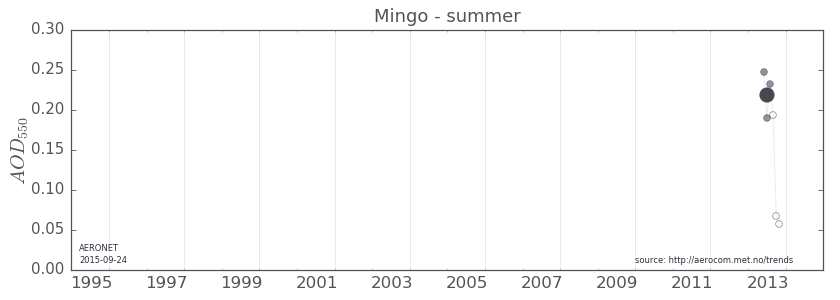 Mingo - summer
0.30
0.25
0.20
0.15
0.10
0.05
0.00
AOD550
AERONET
2015-09-24
source: http://aerocom.met.no/trends
1995 1997 1999 2001 2003 2005 2007 2009 2011 2013